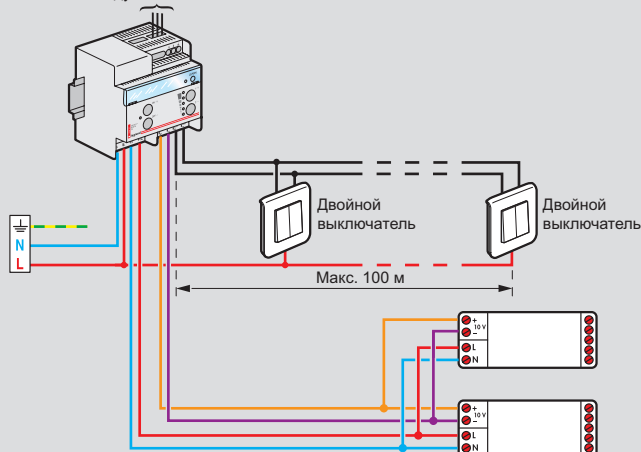 Двойной
выключатель
Двойной
выключатель
N
L
Макс. 100 м
+
10 V
–
L
N
+
10 V
–
L
N